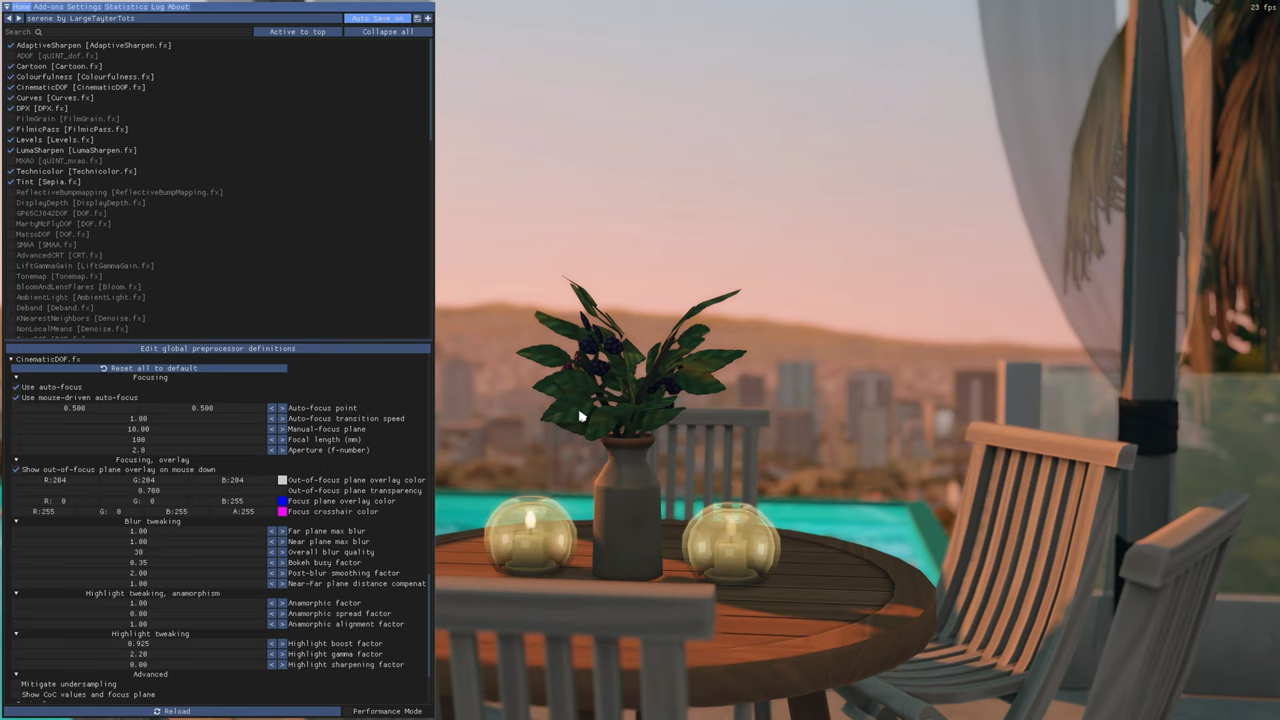 Home Add-ons Settings Statistics Log About
serene by LargeTayterTots Auto Save on
Search Active to top Collapse all
AdaptiveSharpen [AdaptiveSharpen.fx]
ADOF [qUINT_dof.fx]
Cartoon [Cartoon.fx]
Colourfulness [Colourfulness.fx]
CinematicDOF [CinematicDOF.fx]
Curves [Curves.fx]
DPX [DPX.fx]
FilmGrain [FilmGrain.fx]
FilmicPass [FilmicPass.fx]
Levels [Levels.fx]
LumaSharpen [LumaSharpen.fx]
MXAO [qUINT_mxao.fx]
Technicolor [Technicolor.fx]
Tint [Sepia.fx]
ReflectiveBumpmapping [ReflectiveBumpMapping.fx]
DisplayDepth [DisplayDepth.fx]
GP65CJ042DOF [DOF.fx]
MartyMcFlyDOF [DOF.fx]
MatsoDOF [DOF.fx]
SMAA [SMAA.fx]
AdvancedCRT [CRT.fx]
LiftGammaGain [LiftGammaGain.fx]
Tonemap [Tonemap.fx]
BloomAndLensFlares [Bloom.fx]
AmbientLight [AmbientLight.fx]
Deband [Deband.fx]
KNearestNeighbors [Denoise.fx]
NonLocalMeans [Denoise.fx]
Edit global preprocessor definitions
CinematicDOF.fx
Reset all to default
Focusing
Use auto-focus
Use mouse-driven auto-focus
0.500 0.500 < > Auto-focus point
1.00 < > Auto-focus transition speed
10.00 < > Manual-focus plane
100 < > Focal length (mm)
2.8 < > Aperture (f-number)
Focusing, overlay
Show out-of-focus plane overlay on mouse down
R:204 G:204 B:204 Out-of-focus plane overlay color
0.700 Out-of-focus plane transparency
R: 0 G: 0 B:255 Focus plane overlay color
R:255 G: 0 B:255 A:255 Focus crosshair color
Blur tweaking
1.00 < > Far plane max blur
1.00 < > Near plane max blur
30 < > Overall blur quality
0.35 < > Bokeh busy factor
2.00 < > Post-blur smoothing factor
1.00 < > Near-Far plane distance compenat
Highlight tweaking, anamorphism
1.00 < > Anamorphic factor
0.00 < > Anamorphic spread factor
1.00 < > Anamorphic alignment factor
Highlight tweaking
0.925 < > Highlight boost factor
2.20 < > Highlight gamma factor
0.00 < > Highlight sharpening factor
Advanced
Mitigate undersampling
Show CoC values and focus plane
Reload Performance Mode
23 fps